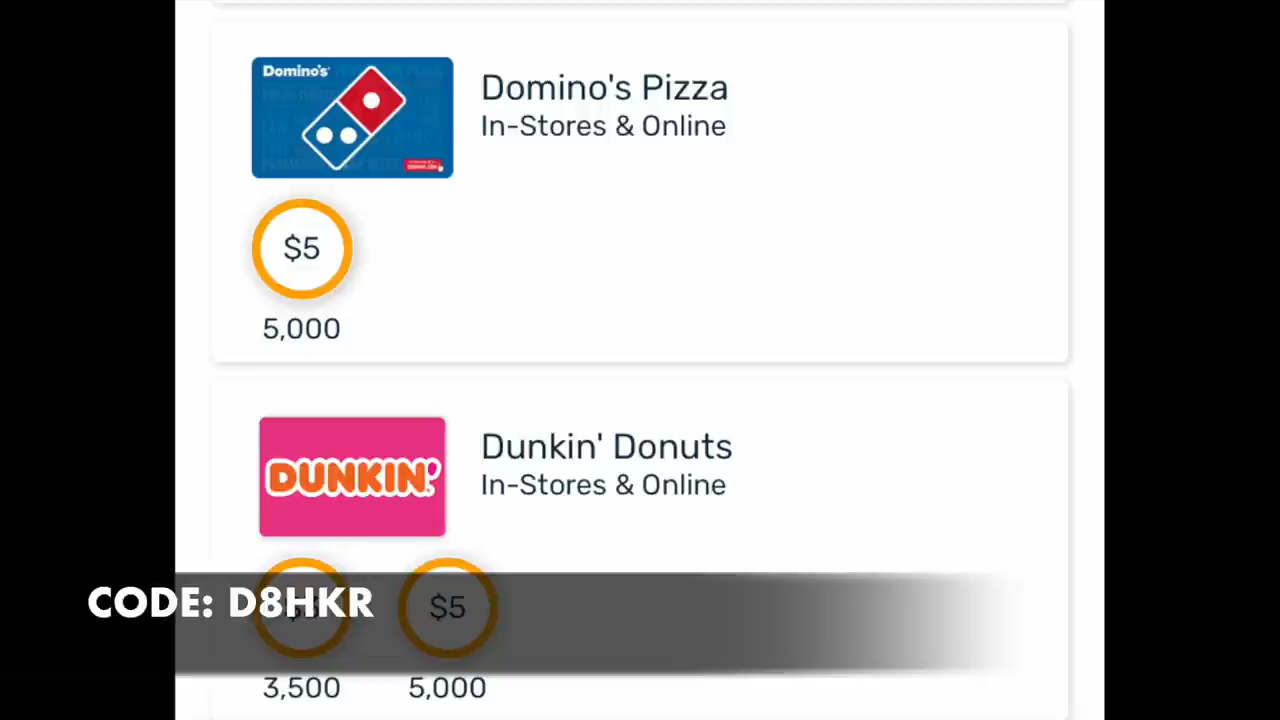 Domino's
Domino's Pizza
In-Stores & Online
$5
5,000
DUNKIN'
Dunkin' Donuts
In-Stores & Online
CODE: D8HKR
$5
3,500
5,000